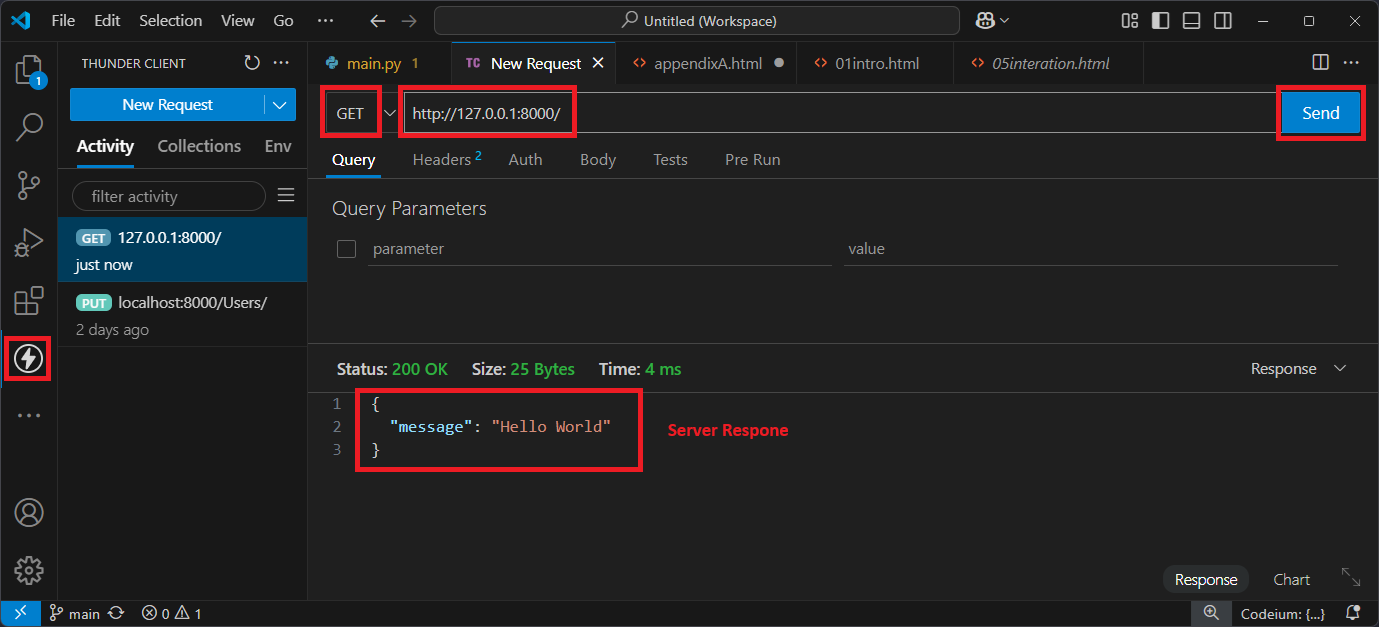 File Edit Selection View Go ··· Untitled (Workspace)
1
THUNDER CLIENT ···
New Request
Activity Collections Env
filter activity
GET 127.0.0.1:8000/
just now
PUT localhost:8000/Users/
2 days ago
main.py 1 TC New Request appendixA.html 01intro.html 05interation.html ···
GET http://127.0.0.1:8000/ Send
Query Headers 2 Auth Body Tests Pre Run
Query Parameters
parameter value
Status: 200 OK Size: 25 Bytes Time: 4 ms Response
1 {
2 "message": "Hello World"
3 }
Server Respone
Response Chart
main 0 1 Codeium: {...}